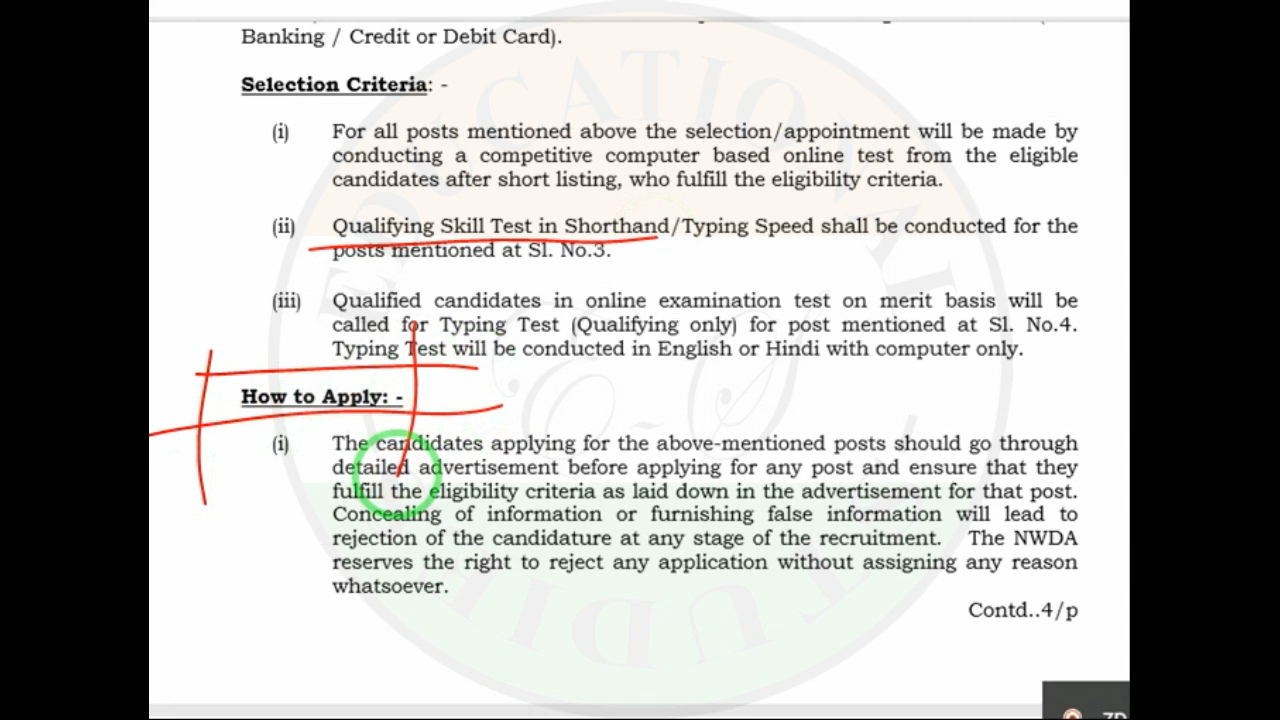 Banking / Credit or Debit Card).
Selection Criteria: -
(i) For all posts mentioned above the selection/appointment will be made by
conducting a competitive computer based online test from the eligible
candidates after short listing, who fulfill the eligibility criteria.
(ii) Qualifying Skill Test in Shorthand/Typing Speed shall be conducted for the
posts mentioned at Sl. No.3.
(iii) Qualified candidates in online examination test on merit basis will be
called for Typing Test (Qualifying only) for post mentioned at Sl. No.4.
Typing Test will be conducted in English or Hindi with computer only.
How to Apply: -
(i) The candidates applying for the above-mentioned posts should go through
detailed advertisement before applying for any post and ensure that they
fulfill the eligibility criteria as laid down in the advertisement for that post.
Concealing of information or furnishing false information will lead to
rejection of the candidature at any stage of the recruitment. The NWDA
reserves the right to reject any application without assigning any reason
whatsoever.
Contd..4/p
EDUCATIONAL